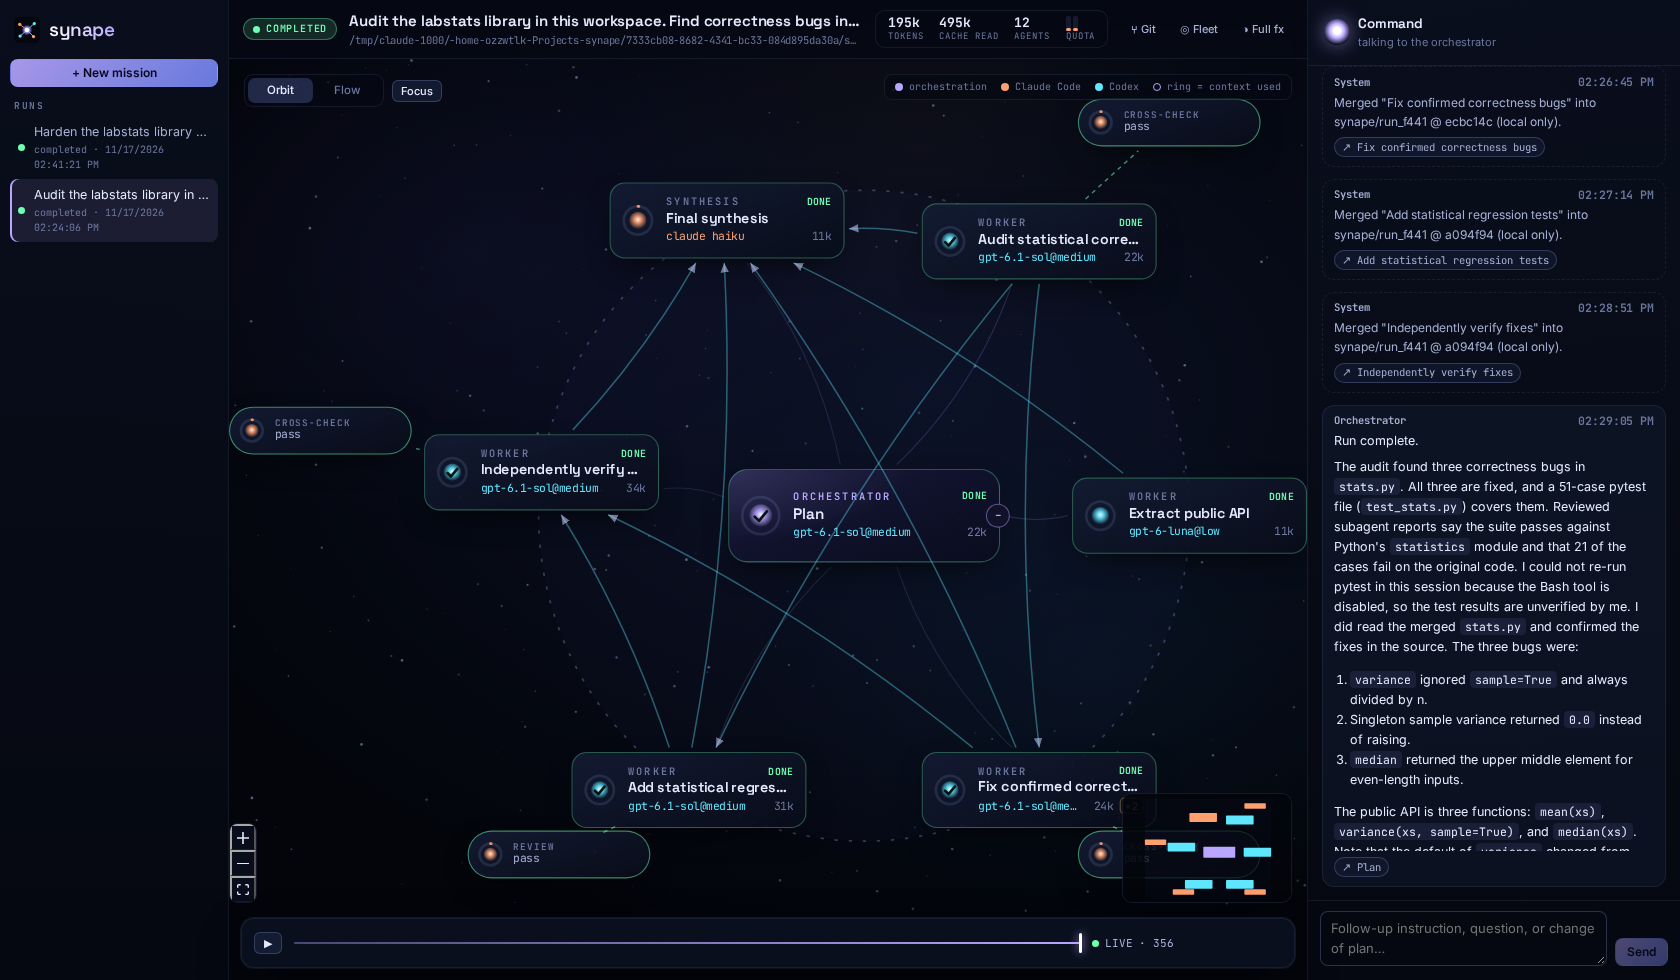 synape
+ New mission
RUNS
Harden the labstats library ...
completed · 11/17/2026
02:41:21 PM
Audit the labstats library in ...
completed · 11/17/2026
02:24:06 PM
COMPLETED
Audit the labstats library in this workspace. Find correctness bugs in...
/tmp/claude-1000/-home-ozzwtlk-Projects-synape/7333cb08-8682-4341-bc33-084d895da30a/s...
195k
TOKENS
495k
CACHE READ
12
AGENTS
QUOTA
Git
Fleet
Full fx
Orbit
Flow
Focus
orchestration
Claude Code
Codex
ring = context used
CROSS-CHECK
pass
SYNTHESIS
DONE
Final synthesis
claude haiku
11k
WORKER
DONE
Audit statistical corre...
gpt-6.1-sol@medium
22k
CROSS-CHECK
pass
WORKER
DONE
Independently verify ...
gpt-6.1-sol@medium
34k
ORCHESTRATOR
DONE
Plan
gpt-6.1-sol@medium
22k
−
WORKER
DONE
Extract public API
gpt-6-luna@low
11k
WORKER
DONE
Add statistical regres...
gpt-6.1-sol@medium
31k
WORKER
DONE
Fix confirmed correct...
gpt-6.1-sol@me...
24k
REVIEW
pass
LIVE · 356
Command
talking to the orchestrator
System
02:26:45 PM
Merged "Fix confirmed correctness bugs" into
synape/run_f441 @ ecbc14c (local only).
↗ Fix confirmed correctness bugs
System
02:27:14 PM
Merged "Add statistical regression tests" into
synape/run_f441 @ a094f94 (local only).
↗ Add statistical regression tests
System
02:28:51 PM
Merged "Independently verify fixes" into
synape/run_f441 @ a094f94 (local only).
↗ Independently verify fixes
Orchestrator
02:29:05 PM
Run complete.
The audit found three correctness bugs in
stats.py. All three are fixed, and a 51-case pytest
file (test_stats.py) covers them. Reviewed
subagent reports say the suite passes against
Python's statistics module and that 21 of the
cases fail on the original code. I could not re-run
pytest in this session because the Bash tool is
disabled, so the test results are unverified by me. I
did read the merged stats.py and confirmed the
fixes in the source. The three bugs were:
1. variance ignored sample=True and always
divided by n.
2. Singleton sample variance returned 0.0 instead
of raising.
3. median returned the upper middle element for
even-length inputs.
The public API is three functions: mean(xs),
variance(xs, sample=True), and median(xs).
Note that the default of variance changed from
↗ Plan
Follow-up instruction, question, or change
of plan...
Send